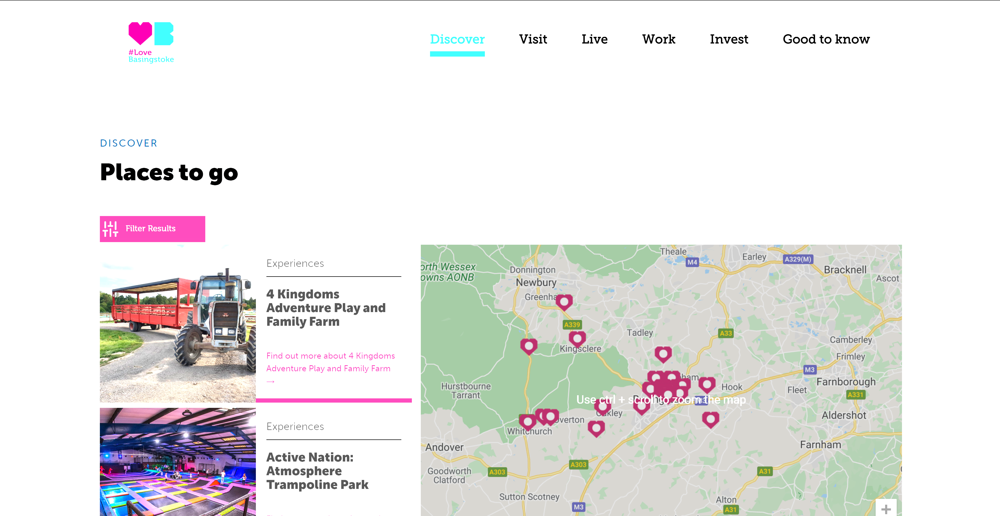 #Love
Basingstoke
Discover
Visit
Live
Work
Invest
Good to know
DISCOVER
Places to go
Filter Results
Experiences
4 Kingdoms
Adventure Play and
Family Farm
Find out more about 4 Kingdoms
Adventure Play and Family Farm
→
Experiences
Active Nation:
Atmosphere
Trampoline Park
Theale
M4
Earley
A329(M)
Bracknell
Ascot
orth Wessex
owns AONB
Donnington
Newbury
Greenha
A339
Tadley
A33
Kingsclere
Camberley
Frimley
M3
ham
Hook
Farnborough
Fleet
A331
Hurstbourne
Tarrant
Use ctrl + scroll to zoom the map
M3
Oakley
Overton
Whitchurch
Aldershot
Andover
Farnham
A303
A303
Goodworth
Clatford
A31
Sutton Scotney
M3
Alton
A31
+